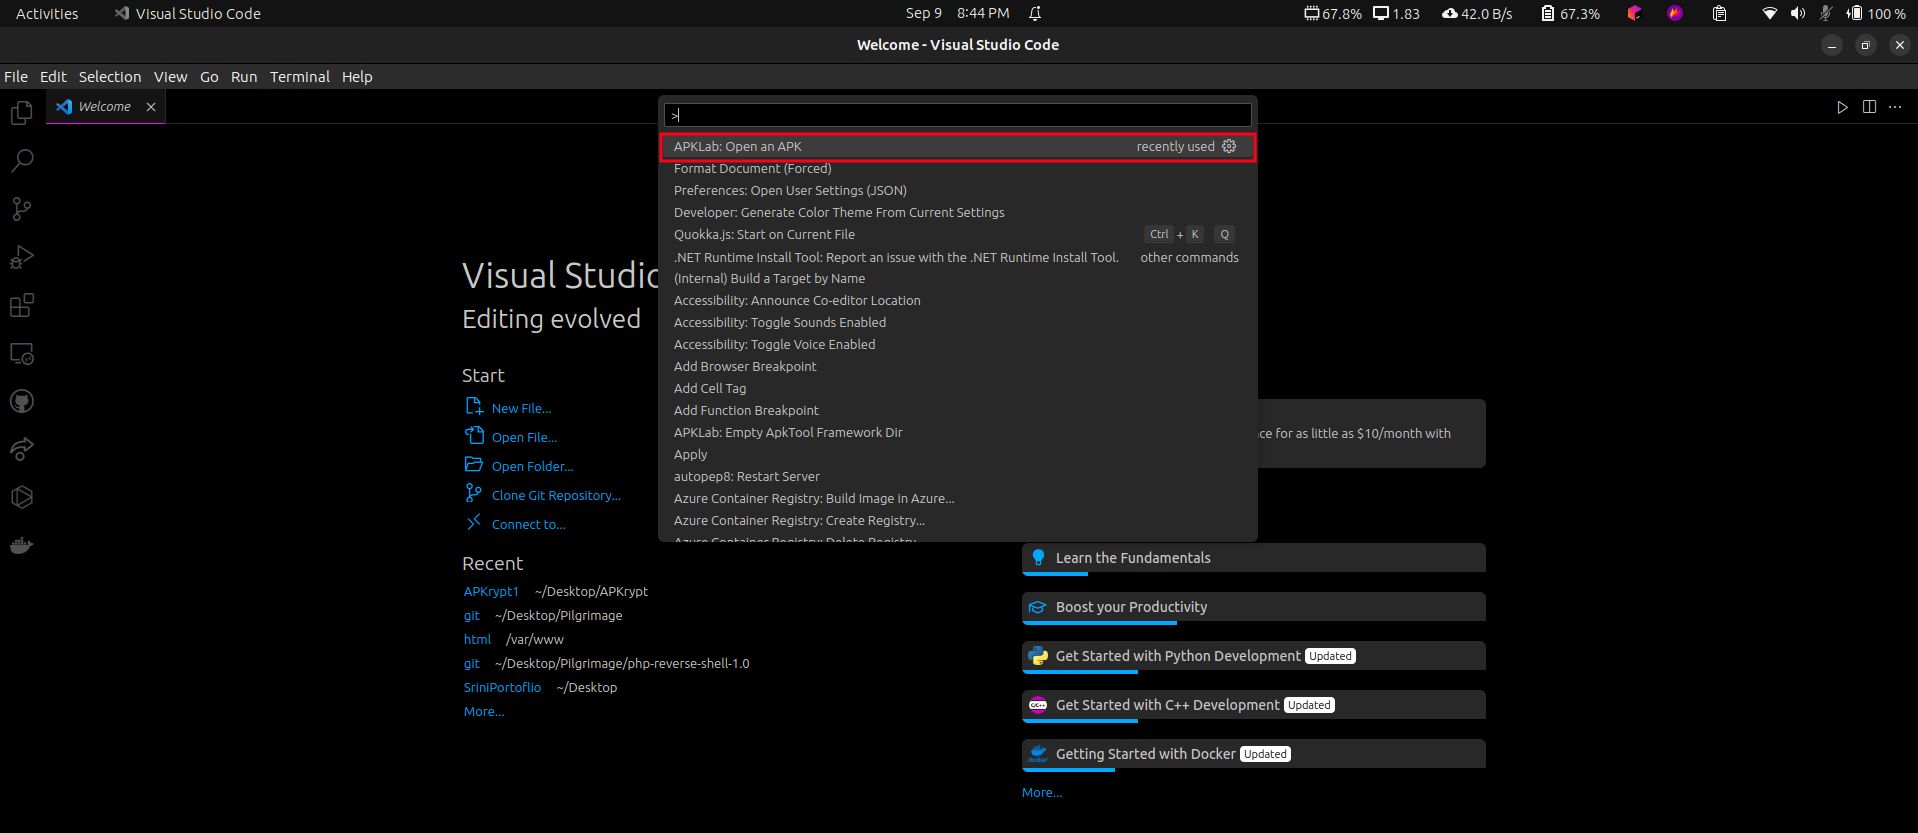 Activities Visual Studio Code Sep 9 8:44 PM 67.8% 1.83 42.0 B/s 67.3% 100 %
Welcome - Visual Studio Code
File Edit Selection View Go Run Terminal Help
Welcome
>
APKLab: Open an APK recently used
Format Document (Forced)
Preferences: Open User Settings (JSON)
Developer: Generate Color Theme From Current Settings
Quokka.js: Start on Current File Ctrl + K Q
.NET Runtime Install Tool: Report an issue with the .NET Runtime Install Tool. other commands
(Internal) Build a Target by Name
Accessibility: Announce Co-editor Location
Accessibility: Toggle Sounds Enabled
Accessibility: Toggle Voice Enabled
Add Browser Breakpoint
Add Cell Tag
Add Function Breakpoint
APKLab: Empty ApkTool Framework Dir
Apply
autopep8: Restart Server
Azure Container Registry: Build Image in Azure...
Azure Container Registry: Create Registry...
Azure Container Registry: Delete Registry
Visual Studio
Editing evolved
Start
New File...
Open File...
Open Folder...
Clone Git Repository...
Connect to...
Recent
APKrypt1 ~/Desktop/APKrypt
git ~/Desktop/Pilgrimage
html /var/www
git ~/Desktop/Pilgrimage/php-reverse-shell-1.0
SriniPortoflio ~/Desktop
More...
ce for as little as $10/month with
Learn the Fundamentals
Boost your Productivity
Get Started with Python Development Updated
C/C++ Get Started with C++ Development Updated
docker Getting Started with Docker Updated
More...